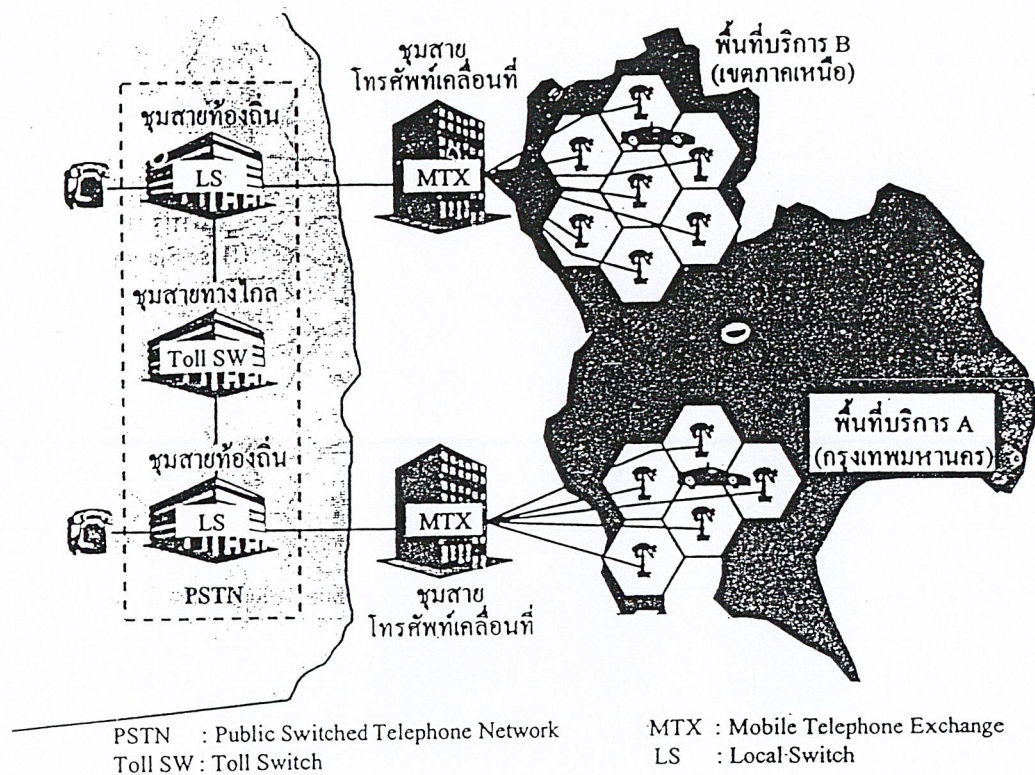 ชุมสาย
โทรศัพท์เคลื่อนที่
พื้นที่บริการ B
(เขตภาคเหนือ)
ชุมสายท้องถิ่น
LS
MTX
ชุมสายทางไกล
Toll SW
พื้นที่บริการ A
(กรุงเทพมหานคร)
ชุมสายท้องถิ่น
LS
MTX
PSTN
ชุมสาย
โทรศัพท์เคลื่อนที่
PSTN : Public Switched Telephone Network
MTX : Mobile Telephone Exchange
Toll SW : Toll Switch
LS : Local Switch